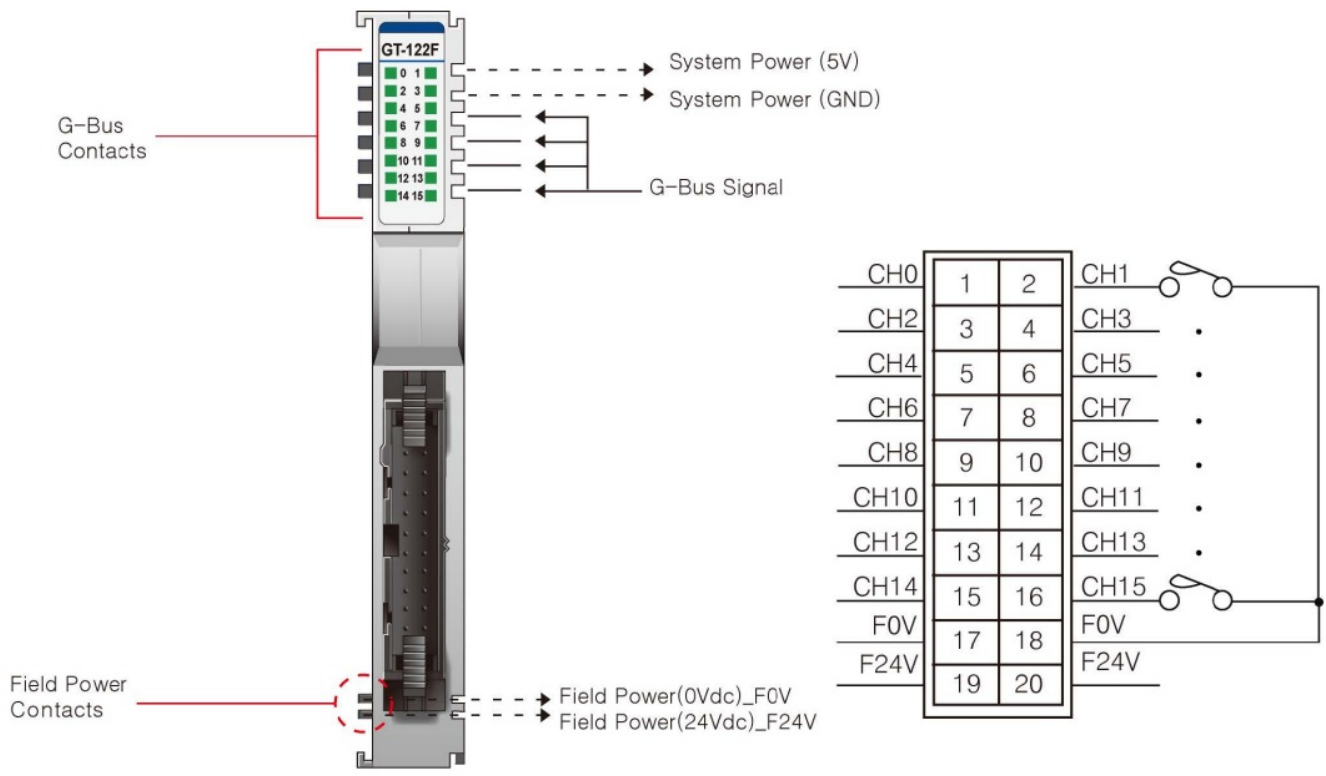 GT-122F
0 1
2 3
4 5
6 7
8 9
10 11
12 13
14 15
System Power (5V)
System Power (GND)
G-Bus
Contacts
G-Bus Signal
Field Power
Contacts
Field Power(0Vdc)_F0V
Field Power(24Vdc)_F24V
CH0 1 2 CH1
CH2 3 4 CH3
CH4 5 6 CH5
CH6 7 8 CH7
CH8 9 10 CH9
CH10 11 12 CH11
CH12 13 14 CH13
CH14 15 16 CH15
F0V 17 18 F0V
F24V 19 20 F24V